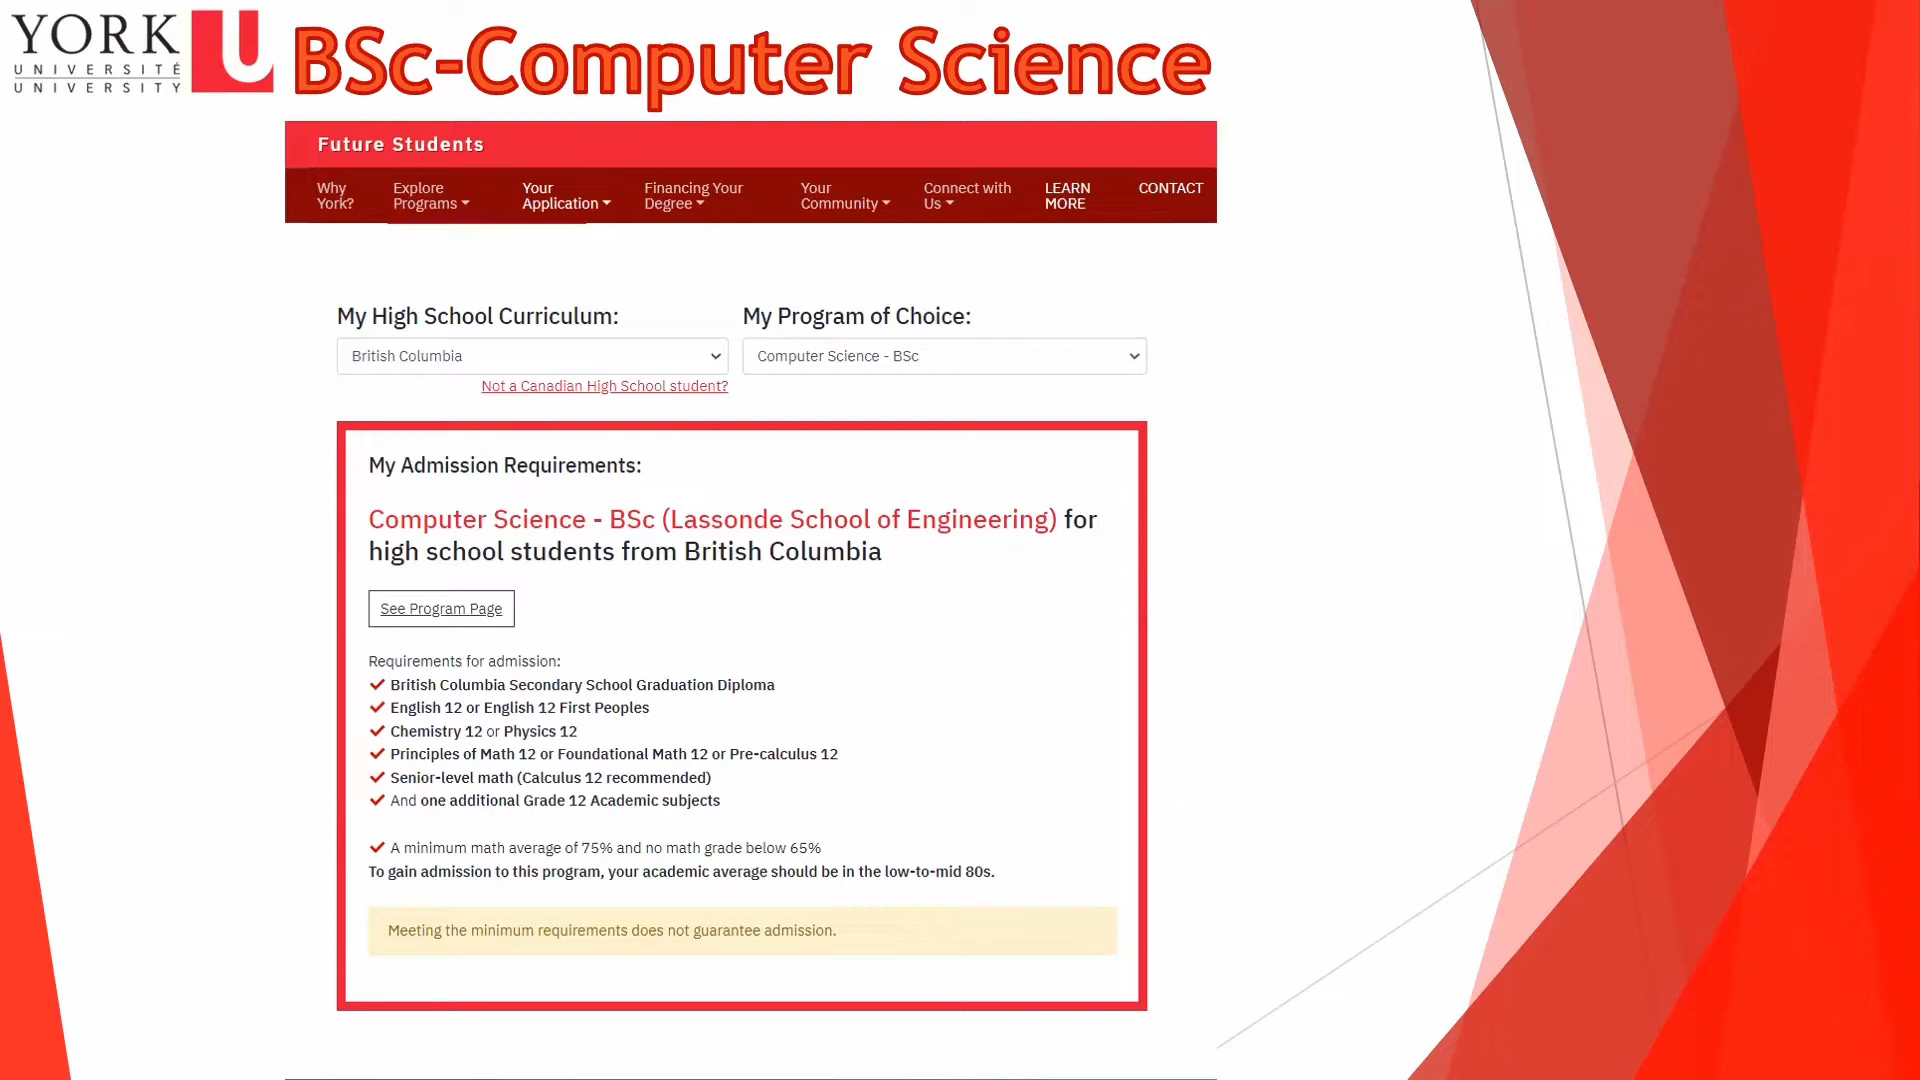 YORK U
UNIVERSITÉ
UNIVERSITY
BSc-Computer Science
Future Students
Why York?
Explore Programs
Your Application
Financing Your Degree
Your Community
Connect with Us
LEARN MORE
CONTACT
My High School Curriculum:
British Columbia
Not a Canadian High School student?
My Program of Choice:
Computer Science - BSc
My Admission Requirements:
Computer Science - BSc (Lassonde School of Engineering) for
high school students from British Columbia
See Program Page
Requirements for admission:
British Columbia Secondary School Graduation Diploma
English 12 or English 12 First Peoples
Chemistry 12 or Physics 12
Principles of Math 12 or Foundational Math 12 or Pre-calculus 12
Senior-level math (Calculus 12 recommended)
And one additional Grade 12 Academic subjects
A minimum math average of 75% and no math grade below 65%
To gain admission to this program, your academic average should be in the low-to-mid 80s.
Meeting the minimum requirements does not guarantee admission.